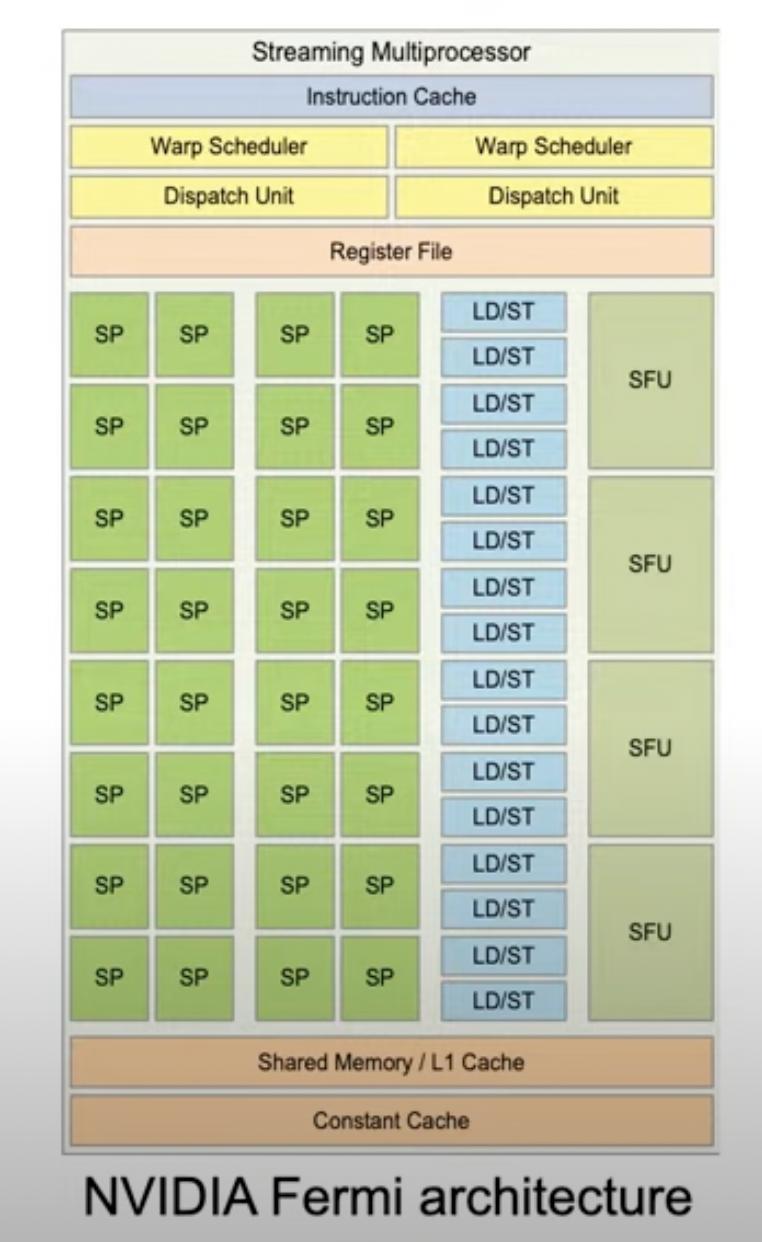 Streaming Multiprocessor
Instruction Cache
Warp Scheduler Warp Scheduler
Dispatch Unit Dispatch Unit
Register File
SP SP SP SP LD/ST SFU
LD/ST
SP SP SP SP LD/ST
LD/ST
SP SP SP SP LD/ST SFU
LD/ST
SP SP SP SP LD/ST
LD/ST
SP SP SP SP LD/ST SFU
LD/ST
SP SP SP SP LD/ST
LD/ST
SP SP SP SP LD/ST SFU
LD/ST
SP SP SP SP LD/ST
LD/ST
Shared Memory / L1 Cache
Constant Cache
NVIDIA Fermi architecture